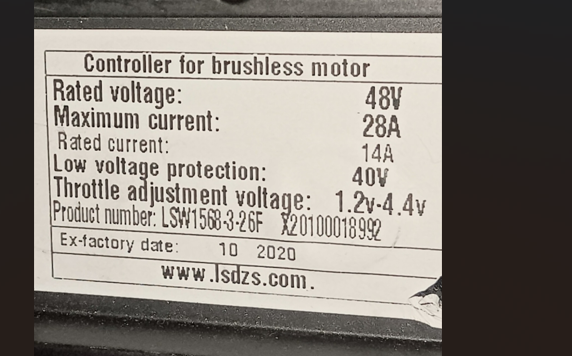 Controller for brushless motor
Rated voltage: 48V
Maximum current: 28A
Rated current: 14A
Low voltage protection: 40V
Throttle adjustment voltage: 1.2v-4.4v
Product number: LSW1568-3-26F X20100018992
Ex-factory date: 10 2020
www.lsdzs.com.